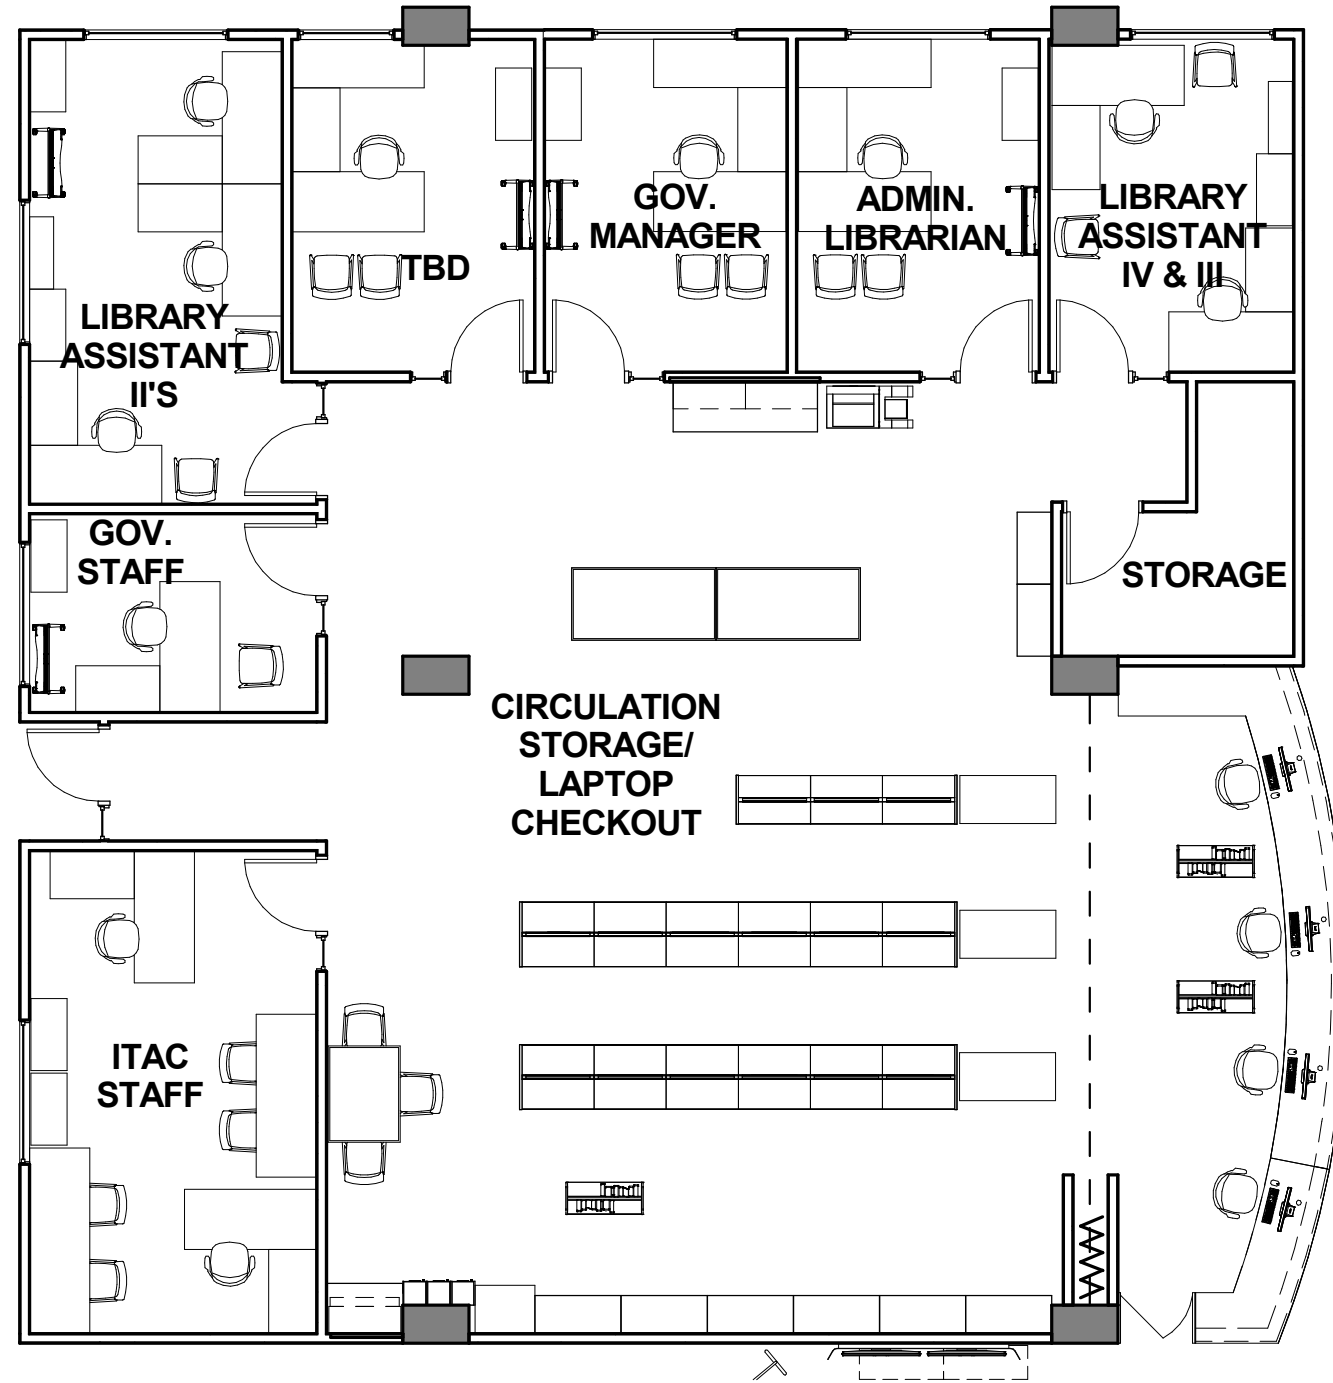 GOV.
MANAGER
ADMIN.
LIBRARIAN
LIBRARY
ASSISTANT
IV & III
TBD
LIBRARY
ASSISTANT
II'S
GOV.
STAFF
STORAGE
CIRCULATION
STORAGE/
LAPTOP
CHECKOUT
ITAC
STAFF